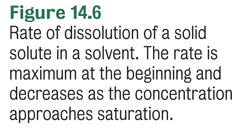 Figure 14.6
Rate of dissolution of a solid
solute in a solvent. The rate is
maximum at the beginning and
decreases as the concentration
approaches saturation.